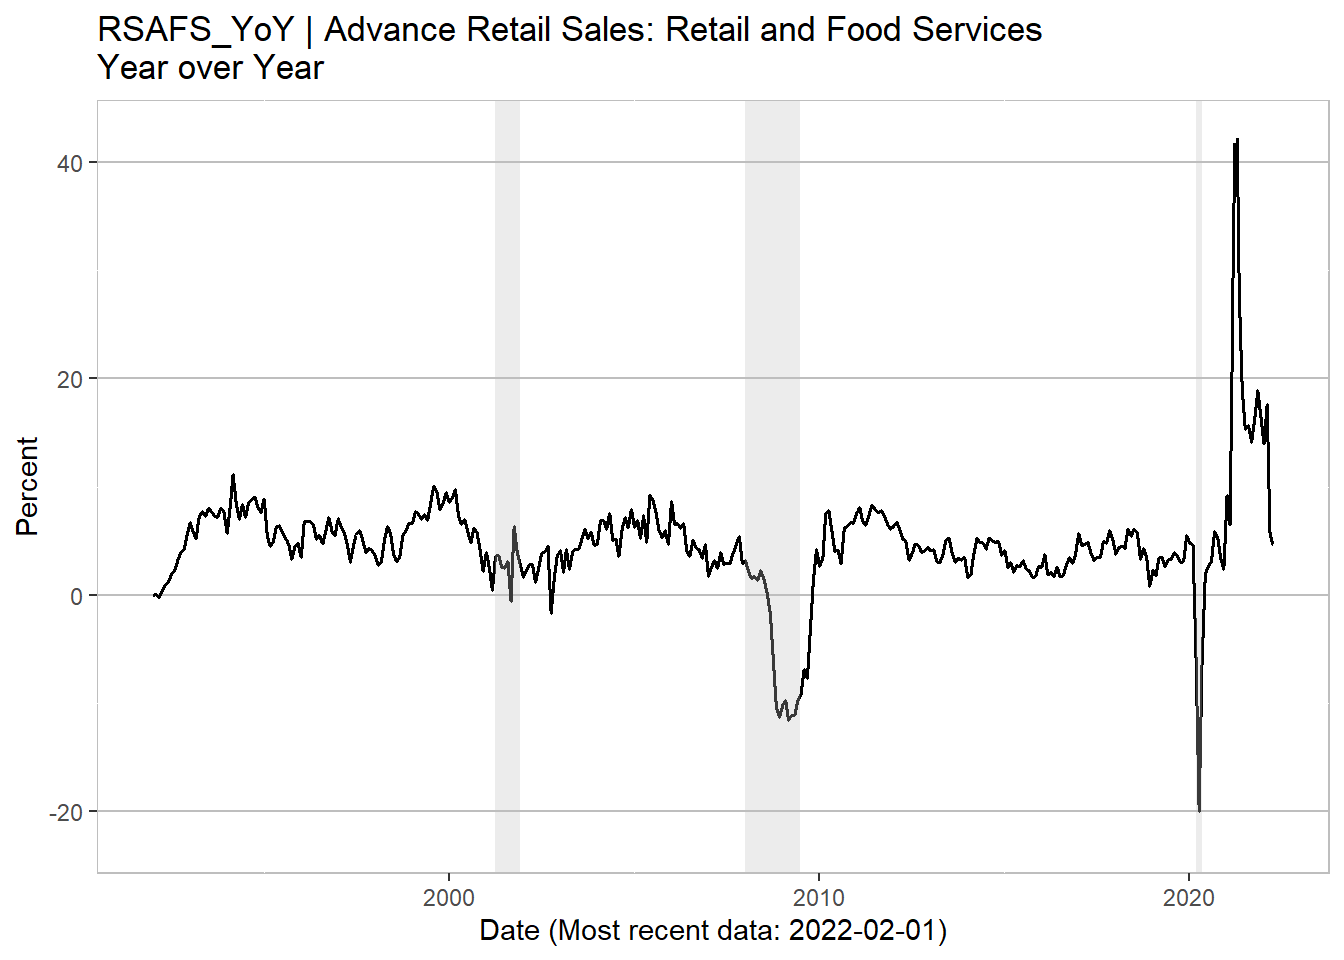 RSAFS_YoY | Advance Retail Sales: Retail and Food Services
Year over Year
40
20
0
-20
Percent
2000
2010
2020
Date (Most recent data: 2022-02-01)